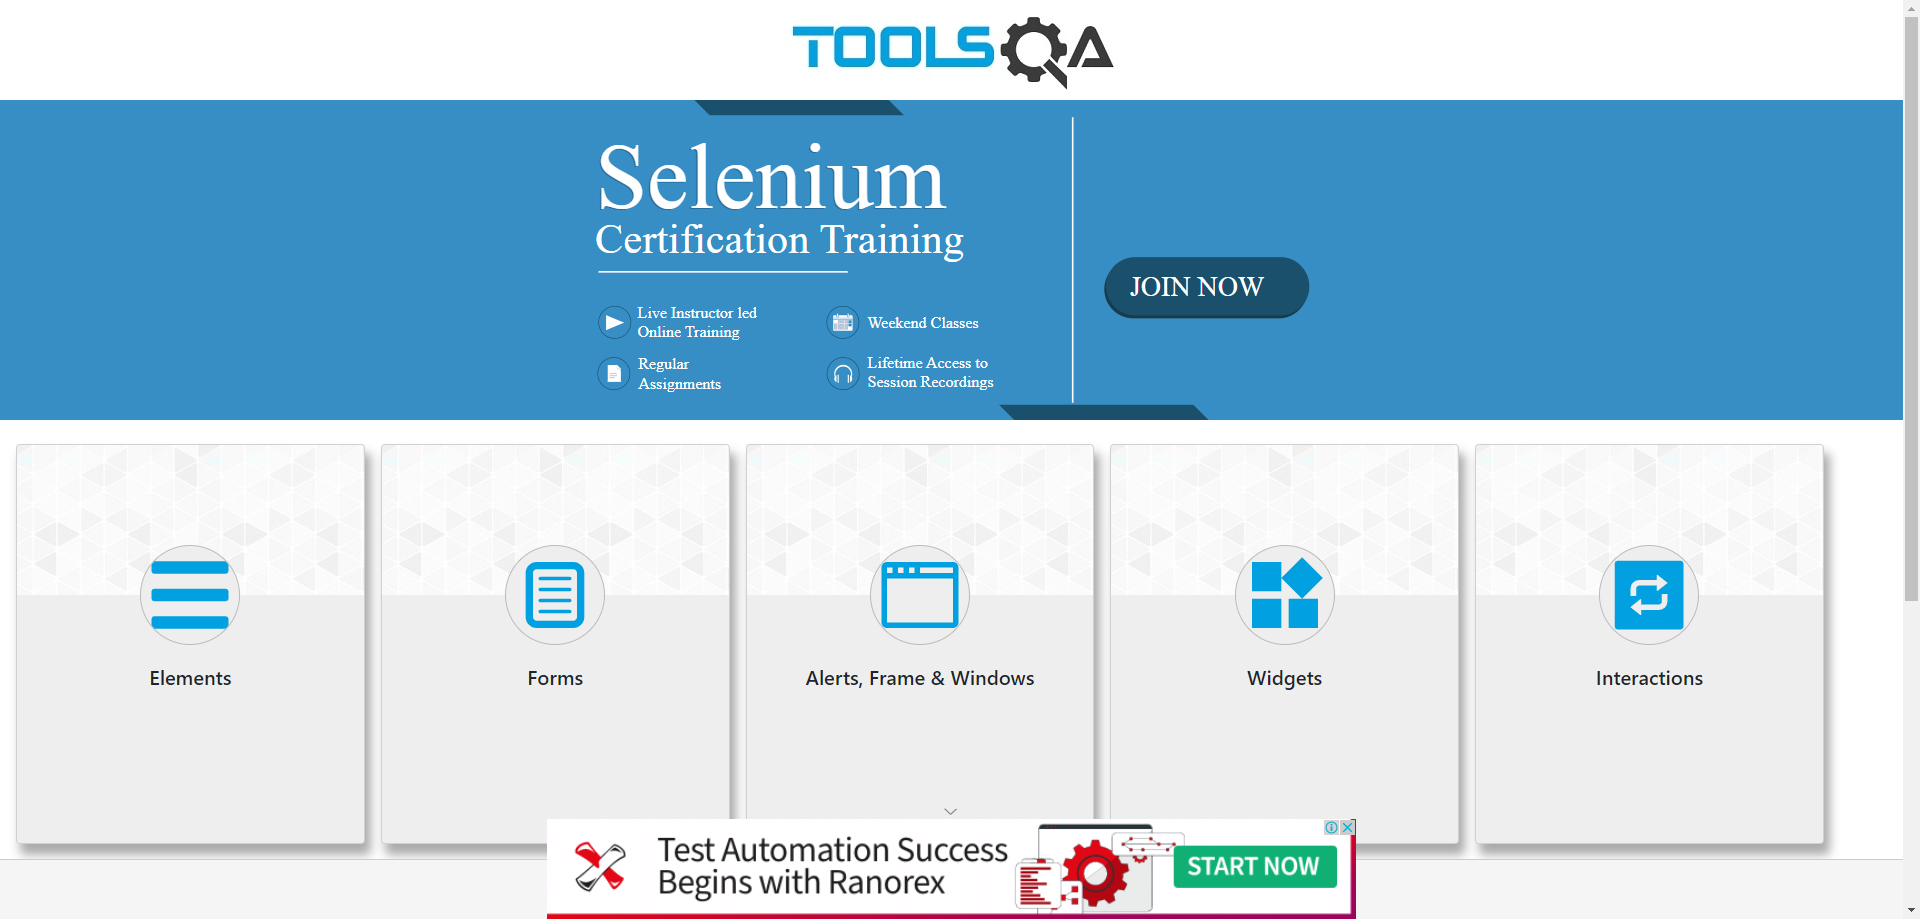 TOOLSQA
Selenium
Certification Training
Live Instructor led
Online Training
Weekend Classes
Regular
Assignments
Lifetime Access to
Session Recordings
JOIN NOW
Elements
Forms
Alerts, Frame & Windows
Widgets
Interactions
Test Automation Success
Begins with Ranorex
START NOW